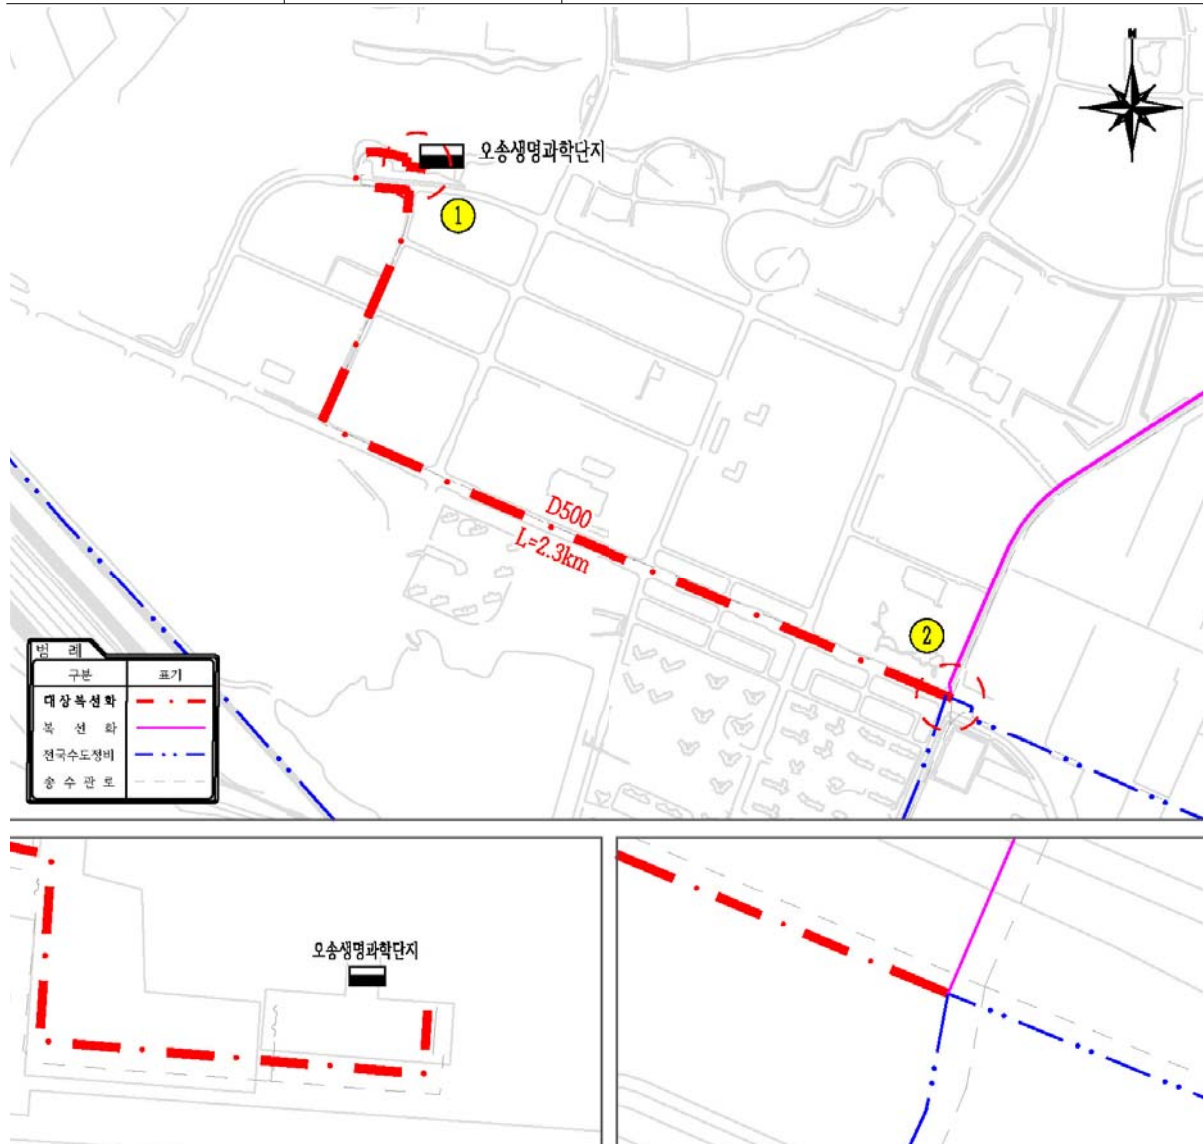 N
오송생명과학단지
1
D500
L=2.3km
2
범 례
구분 표기
대상복선화
복 선 화
전국수도정비
송 수 관 로
오송생명과학단지